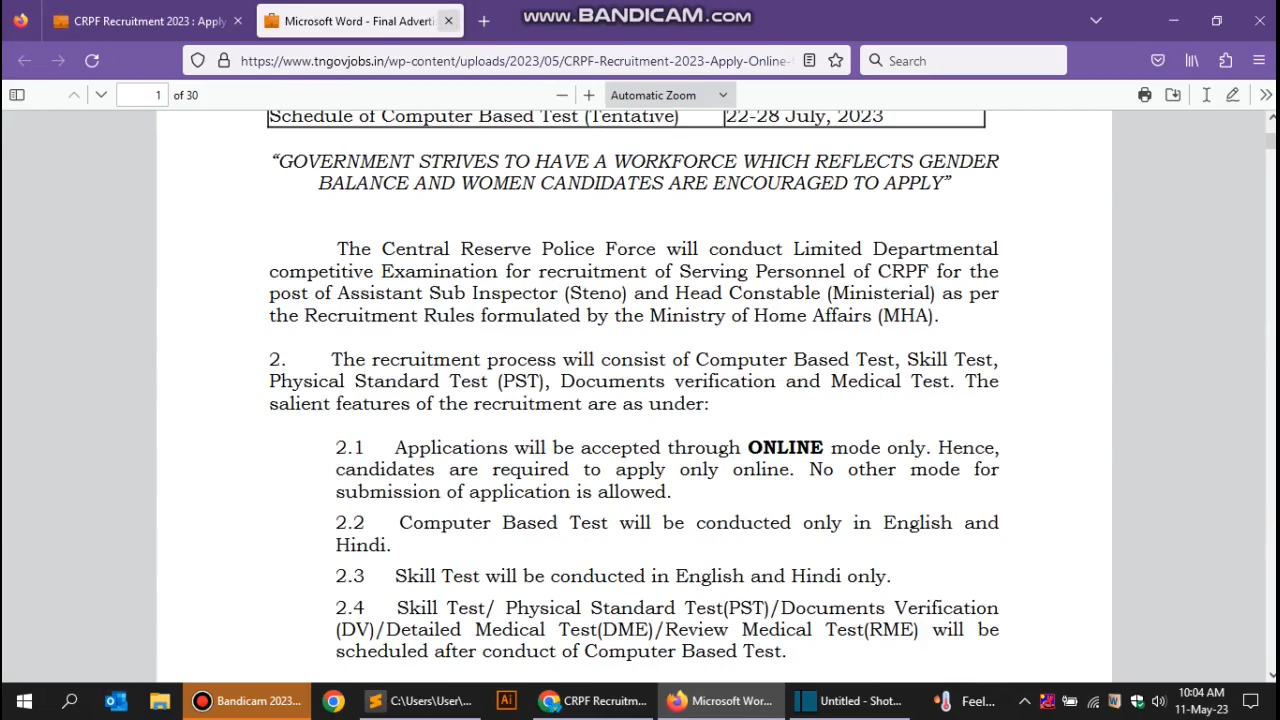 www.BANDICAM.com
CRPF Recruitment 2023 : Apply
Microsoft Word - Final Adverti
https://www.tngovjobs.in/wp-content/uploads/2023/05/CRPF-Recruitment-2023-Apply-Online-
Search
1 of 30
Automatic Zoom
Schedule of Computer Based Test (Tentative) 22-28 July, 2023
“GOVERNMENT STRIVES TO HAVE A WORKFORCE WHICH REFLECTS GENDER
BALANCE AND WOMEN CANDIDATES ARE ENCOURAGED TO APPLY”
The Central Reserve Police Force will conduct Limited Departmental
competitive Examination for recruitment of Serving Personnel of CRPF for the
post of Assistant Sub Inspector (Steno) and Head Constable (Ministerial) as per
the Recruitment Rules formulated by the Ministry of Home Affairs (MHA).
2. The recruitment process will consist of Computer Based Test, Skill Test,
Physical Standard Test (PST), Documents verification and Medical Test. The
salient features of the recruitment are as under:
2.1 Applications will be accepted through ONLINE mode only. Hence,
candidates are required to apply only online. No other mode for
submission of application is allowed.
2.2 Computer Based Test will be conducted only in English and
Hindi.
2.3 Skill Test will be conducted in English and Hindi only.
2.4 Skill Test/ Physical Standard Test(PST)/Documents Verification
(DV)/Detailed Medical Test(DME)/Review Medical Test(RME) will be
scheduled after conduct of Computer Based Test.
Bandicam 2023...
C:\Users\User\...
Ai
CRPF Recruitm...
Microsoft Wor...
Untitled - Shot...
Feel...
10:04 AM
11-May-23